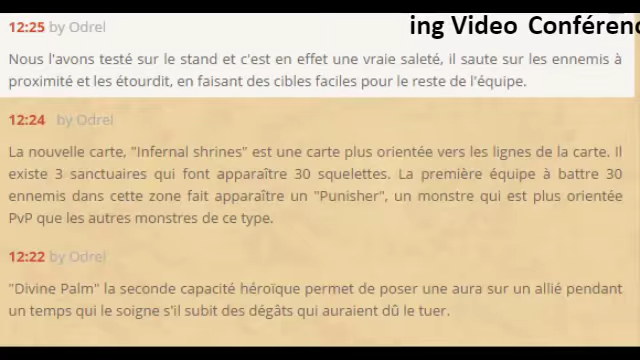 ing Video Conféren
12:25 by Odrel
Nous l'avons testé sur le stand et c'est en effet une vraie saleté, il saute sur les ennemis à
proximité et les étourdit, en faisant des cibles faciles pour le reste de l'équipe.
12:24 by Odrel
La nouvelle carte, "Infernal shrines" est une carte plus orientée vers les lignes de la carte. Il
existe 3 sanctuaires qui font apparaître 30 squelettes. La première équipe à battre 30
ennemis dans cette zone fait apparaître un "Punisher", un monstre qui est plus orientée
PvP que les autres monstres de ce type.
12:22 by Odrel
"Divine Palm" la seconde capacité héroïque permet de poser une aura sur un allié pendant
un temps qui le soigne s'il subit des dégâts qui auraient dû le tuer.